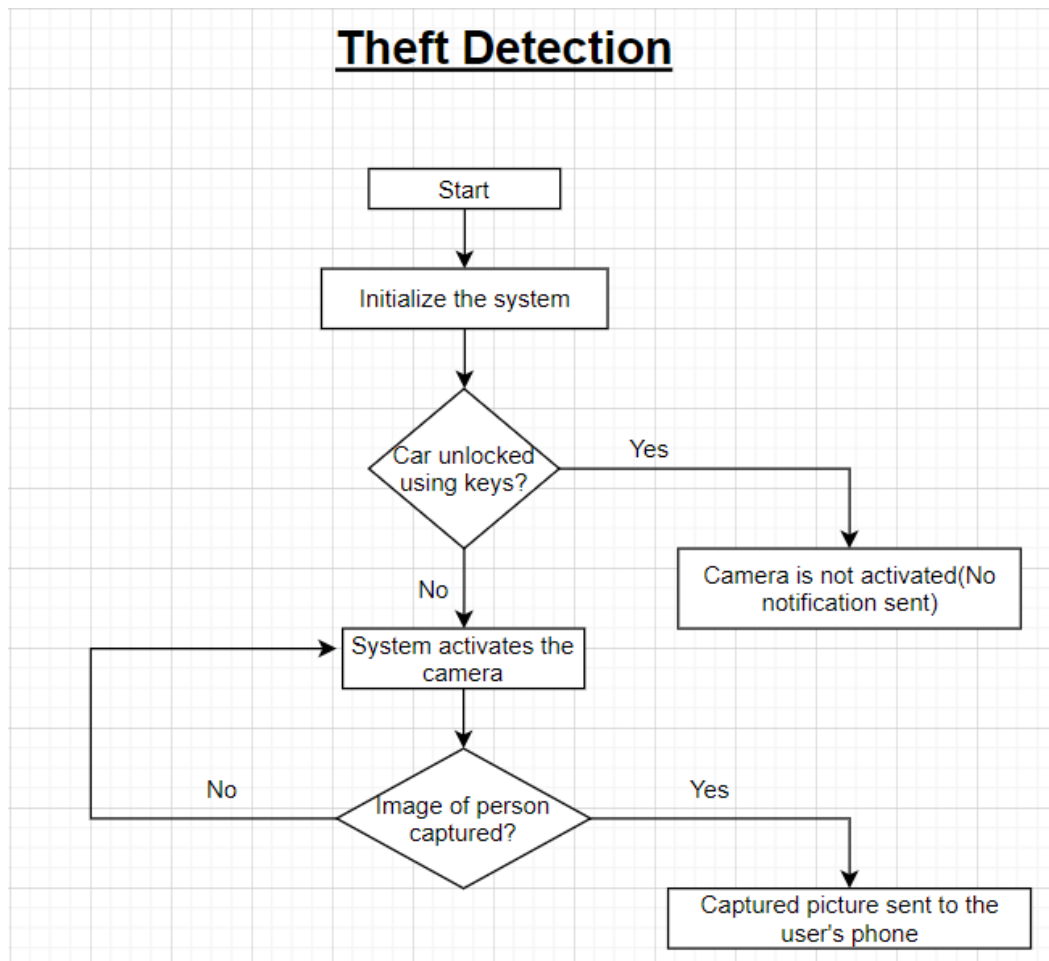 Theft Detection
Start
Initialize the system
Car unlocked
using keys?
Yes
Camera is not activated(No
notification sent)
No
System activates the
camera
No
Image of person
captured?
Yes
Captured picture sent to the
user's phone